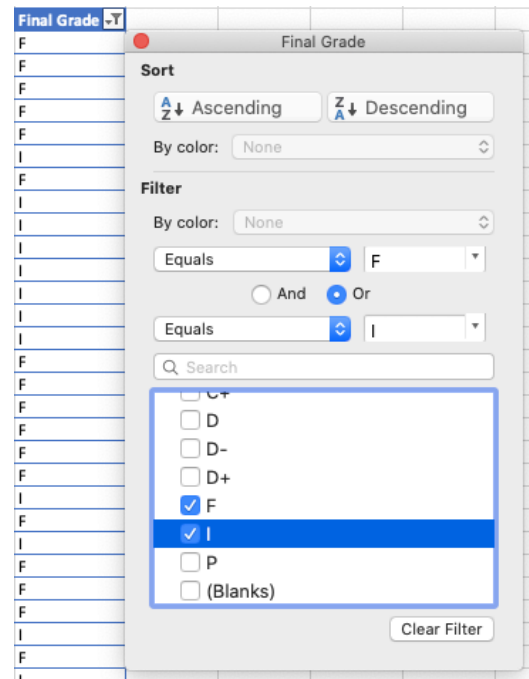 Final Grade
F
F
F
F
F
I
F
I
I
I
I
I
I
I
F
F
F
F
F
F
I
F
I
F
F
F
I
F
I
Final Grade
Sort
A Z Ascending
Z A Descending
By color: None
Filter
By color: None
Equals F
And Or
Equals I
Search
C+
D
D-
D+
F
I
P
(Blanks)
Clear Filter